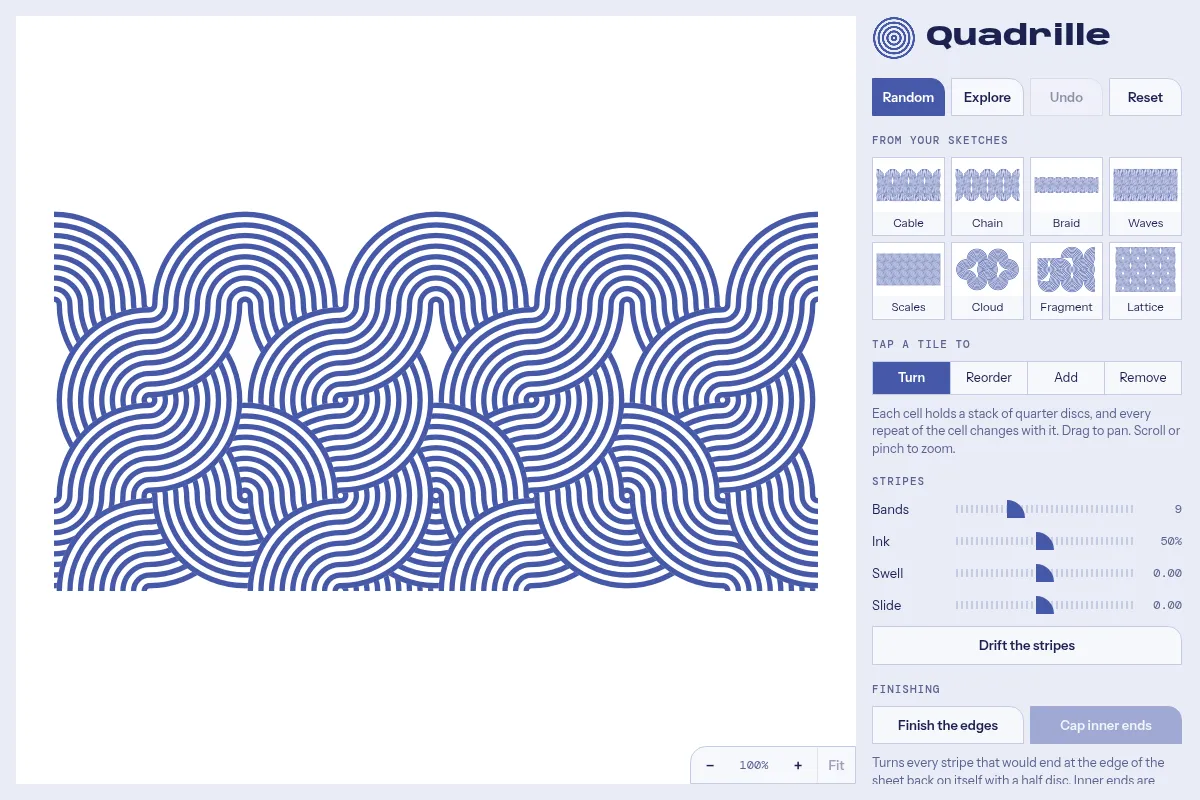 Quadrille
Random Explore Undo Reset
FROM YOUR SKETCHES
Cable Chain Braid Waves
Scales Cloud Fragment Lattice
TAP A TILE TO
Turn Reorder Add Remove
Each cell holds a stack of quarter discs, and every
repeat of the cell changes with it. Drag to pan. Scroll or
pinch to zoom.
STRIPES
Bands 9
Ink 50%
Swell 0.00
Slide 0.00
Drift the stripes
FINISHING
Finish the edges Cap inner ends
Turns every stripe that would end at the edge of the
sheet back on itself with a half disc. Inner ends are
− 100% + Fit